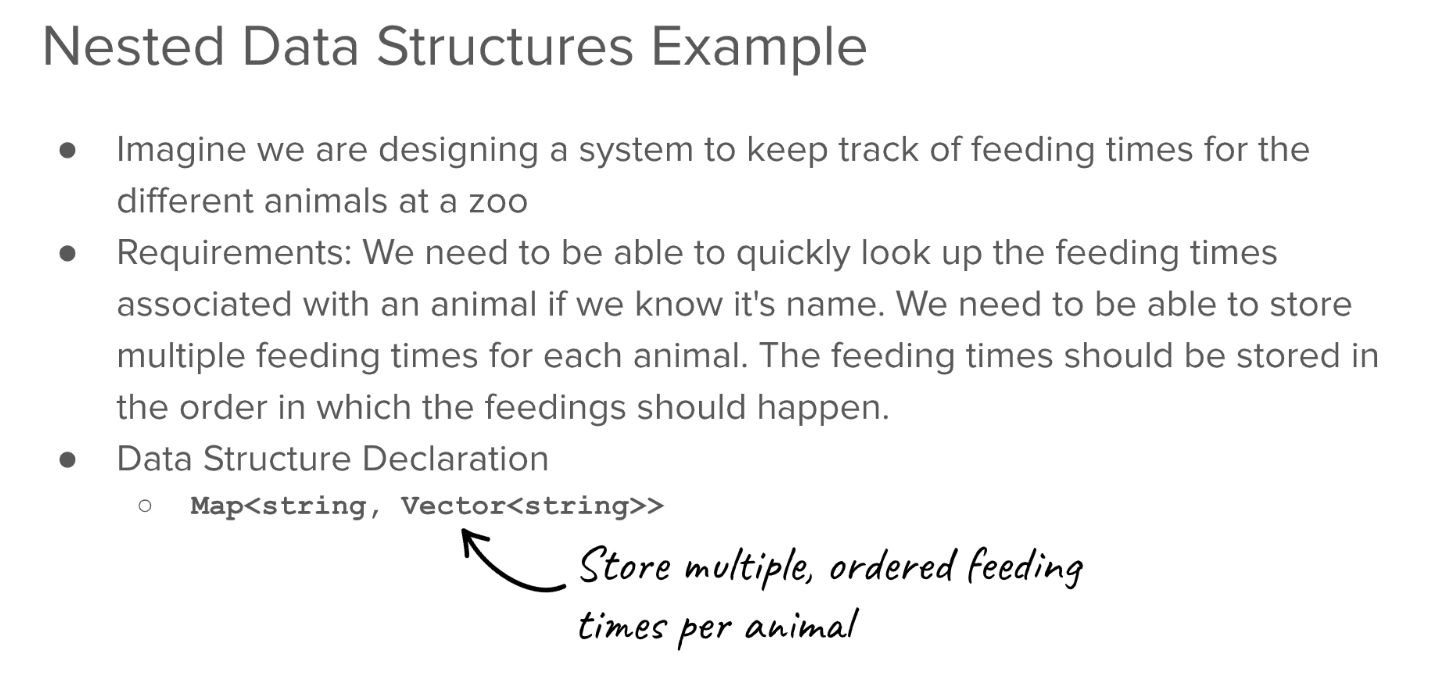 Nested Data Structures Example
● Imagine we are designing a system to keep track of feeding times for the
different animals at a zoo
● Requirements: We need to be able to quickly look up the feeding times
associated with an animal if we know it's name. We need to be able to store
multiple feeding times for each animal. The feeding times should be stored in
the order in which the feedings should happen.
● Data Structure Declaration
○ Map<string, Vector<string>>
Store multiple, ordered feeding
times per animal